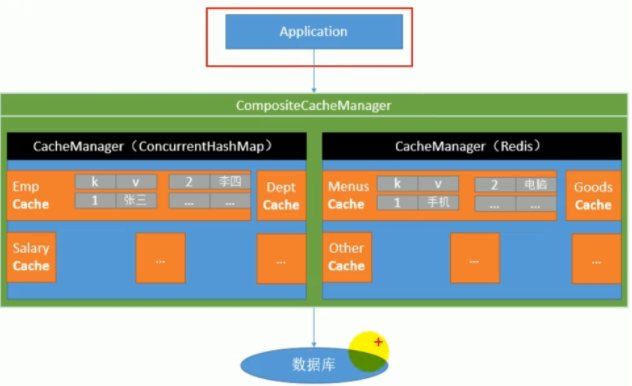 Application
CompositeCacheManager
CacheManager（ConcurrentHashMap）
CacheManager（Redis）
Emp
Cache
k v 2 李四
1 张三 ... ...
Dept
Cache
Menus
Cache
k v 2 电脑
1 手机 ... ...
Goods
Cache
Salary
Cache
...
...
Other
Cache
...
...
数据库